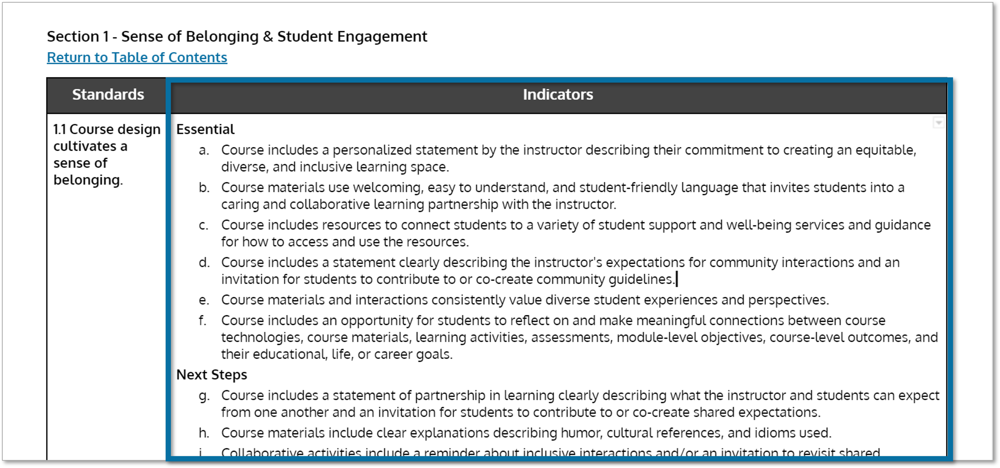 Section 1 - Sense of Belonging & Student Engagement
Return to Table of Contents
Standards
Indicators
1.1 Course design
cultivates a
sense of
belonging.
Essential
a. Course includes a personalized statement by the instructor describing their commitment to creating an equitable,
diverse, and inclusive learning space.
b. Course materials use welcoming, easy to understand, and student-friendly language that invites students into a
caring and collaborative learning partnership with the instructor.
c. Course includes resources to connect students to a variety of student support and well-being services and guidance
for how to access and use the resources.
d. Course includes a statement clearly describing the instructor's expectations for community interactions and an
invitation for students to contribute to or co-create community guidelines.
e. Course materials and interactions consistently value diverse student experiences and perspectives.
f. Course includes an opportunity for students to reflect on and make meaningful connections between course
technologies, course materials, learning activities, assessments, module-level objectives, course-level outcomes, and
their educational, life, or career goals.
Next Steps
g. Course includes a statement of partnership in learning clearly describing what the instructor and students can expect
from one another and an invitation for students to contribute to or co-create shared expectations.
h. Course materials include clear explanations describing humor, cultural references, and idioms used.
i. Collaborative activities include a reminder about inclusive interactions and/or an invitation to revisit shared